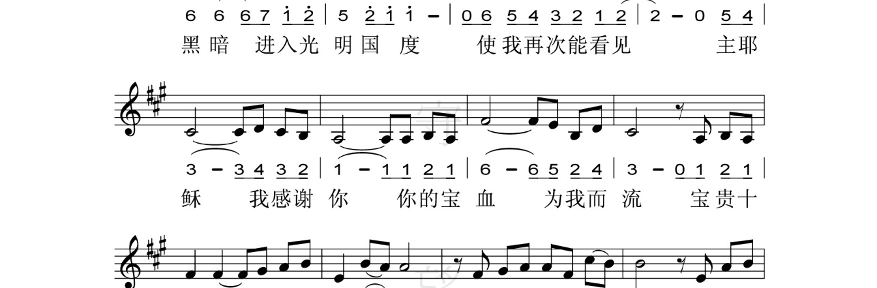 6 6 6 7 1 2 | 5 2 1 1 – | 0 6 5 4 3 2 1 2 | 2 – 0 5 4 |
黑 暗 进入光 明国 度 使我再次能看见 主耶
3 – 3 4 3 2 | 1 – 1 1 2 1 | 6 – 6 5 2 4 | 3 – 0 1 2 1 |
稣 我感谢 你 你的宝 血 为我而 流 宝贵十